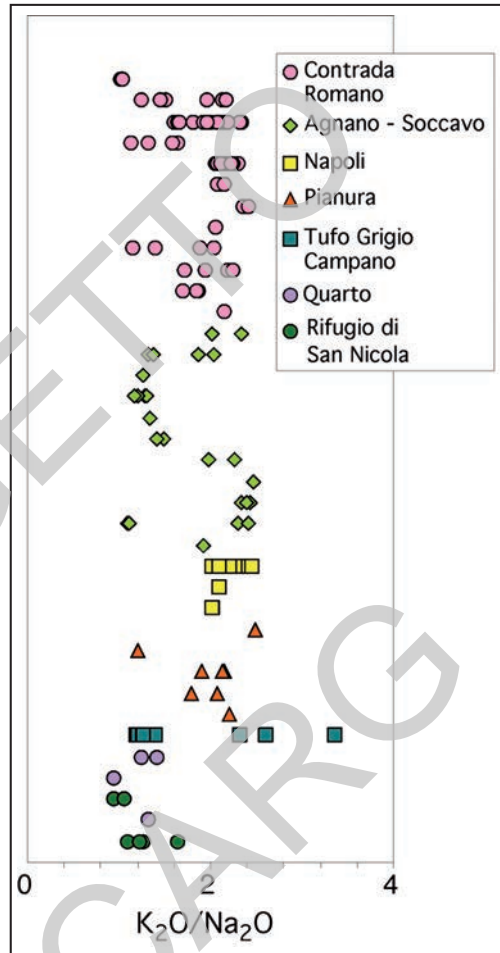 Contrada
Romano
Agnano - Soccavo
Napoli
Pianura
Tufo Grigio
Campano
Quarto
Rifugio di
San Nicola
0 2 4
K₂O/Na₂O
CARG